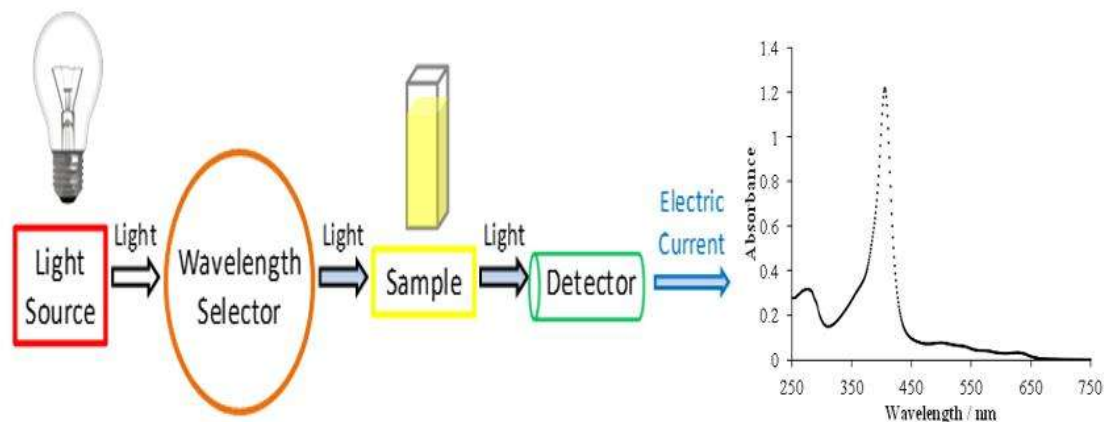 Light
Source
Light
Wavelength
Selector
Light
Sample
Light
Detector
Electric
Current
Absorbance
1.4
1.2
1
0.8
0.6
0.4
0.2
0
250
350
450
550
650
750
Wavelength / nm